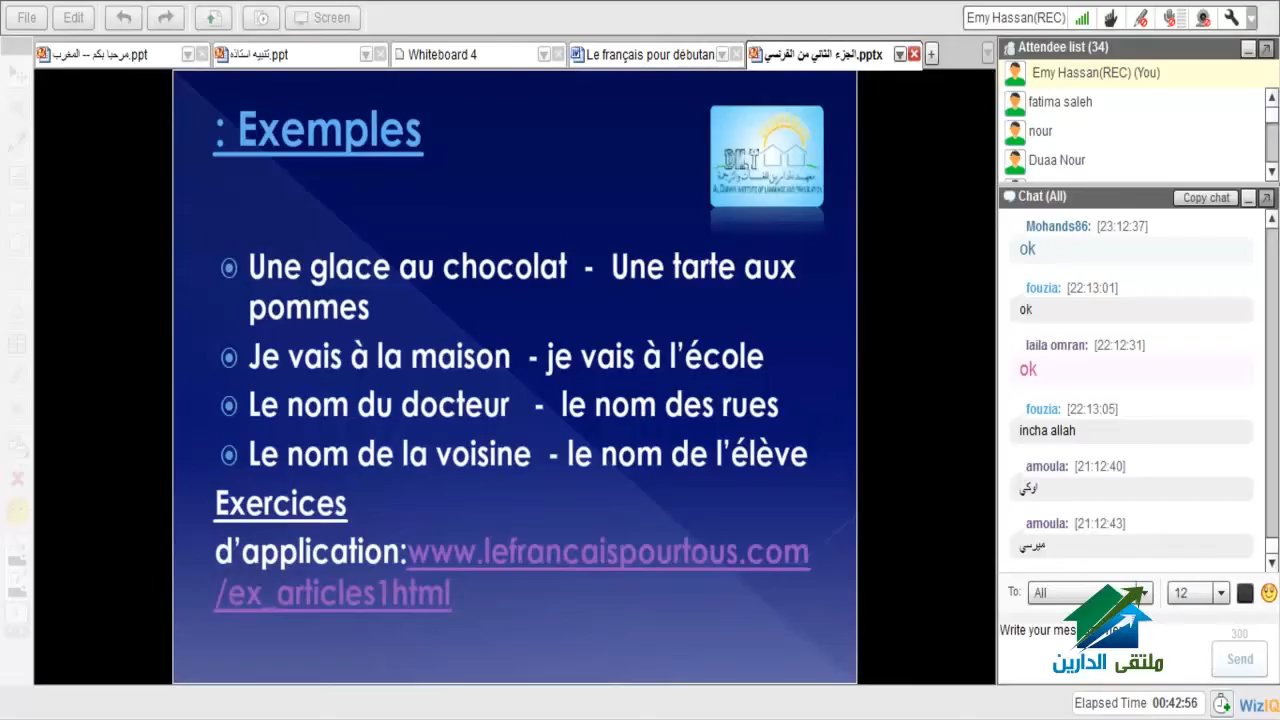 File Edit Screen Emy Hassan(REC)
مرحبا بكم – المغرب.ppt
تنبيه استاذه.ppt
Whiteboard 4
Le français pour débutan
الجزء الثاني من الفرنسي.pptx
: Exemples
Une glace au chocolat - Une tarte aux
pommes
Je vais à la maison - je vais à l’école
Le nom du docteur - le nom des rues
Le nom de la voisine - le nom de l’élève
Exercices
d’application:www.lefrancaispourtous.com
/ex_articles1html
Attendee list (34)
Emy Hassan(REC) (You)
fatima saleh
nour
Duaa Nour
Chat (All) Copy chat
Mohands86: [23:12:37]
ok
fouzia: [22:13:01]
ok
laila omran: [22:12:31]
ok
fouzia: [22:13:05]
incha allah
amoula: [21:12:40]
اوكي
amoula: [21:12:43]
ميرسي
To: All 12
Write your mes
300
Send
ملتقى الدارين
Elapsed Time 00:42:56
WizIQ